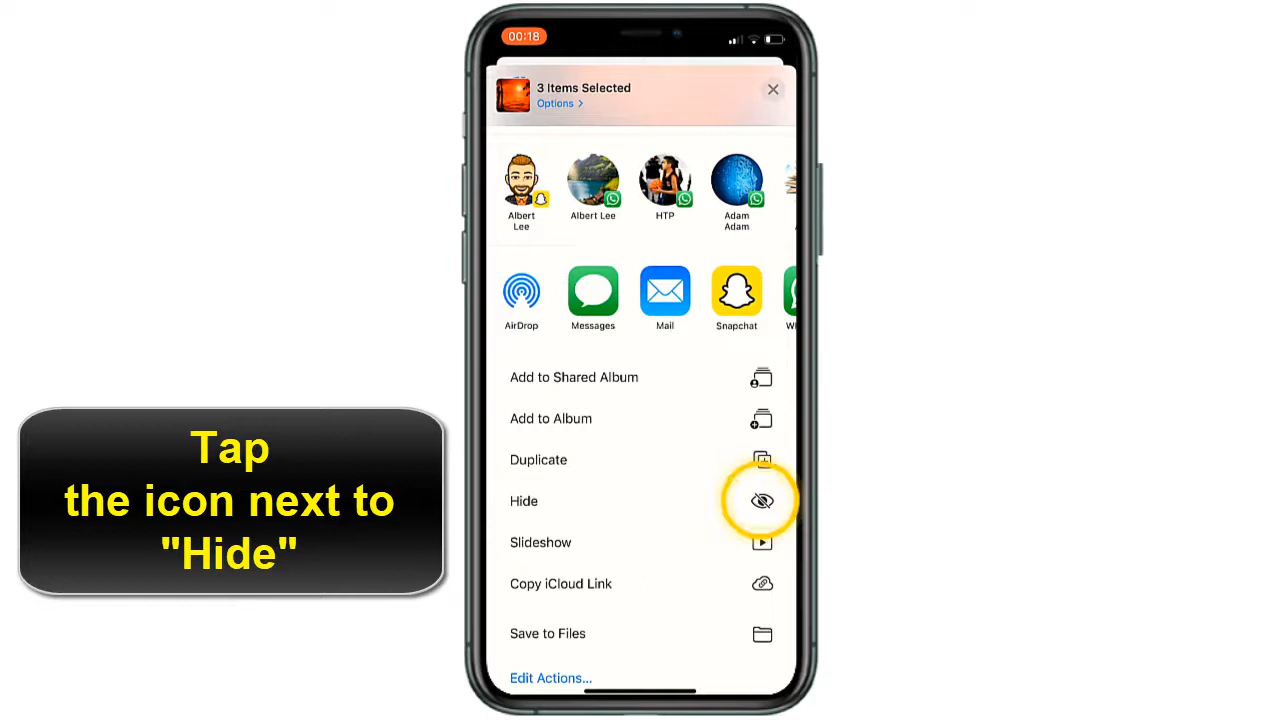 00:18
3 Items Selected
Options >
Albert
Lee
Albert Lee
HTP
Adam
Adam
AirDrop
Messages
Mail
Snapchat
Add to Shared Album
Add to Album
Duplicate
Hide
Slideshow
Copy iCloud Link
Save to Files
Edit Actions...
Tap
the icon next to
"Hide"